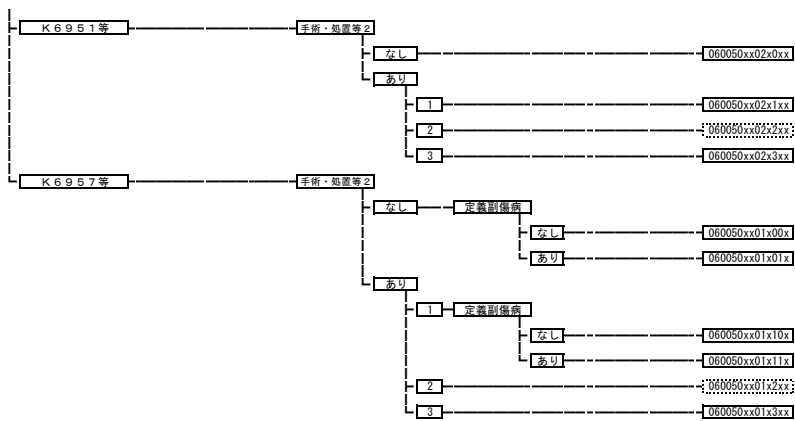 K6951等 手術・処置等2
なし 060050xx02x0xx
あり
1 060050xx02x1xx
2 060050xx02x2xx
3 060050xx02x3xx
K6957等 手術・処置等2
なし 定義副傷病
なし 060050xx01x00x
あり 060050xx01x01x
あり
1 定義副傷病
なし 060050xx01x10x
あり 060050xx01x11x
2 060050xx01x2xx
3 060050xx01x3xx